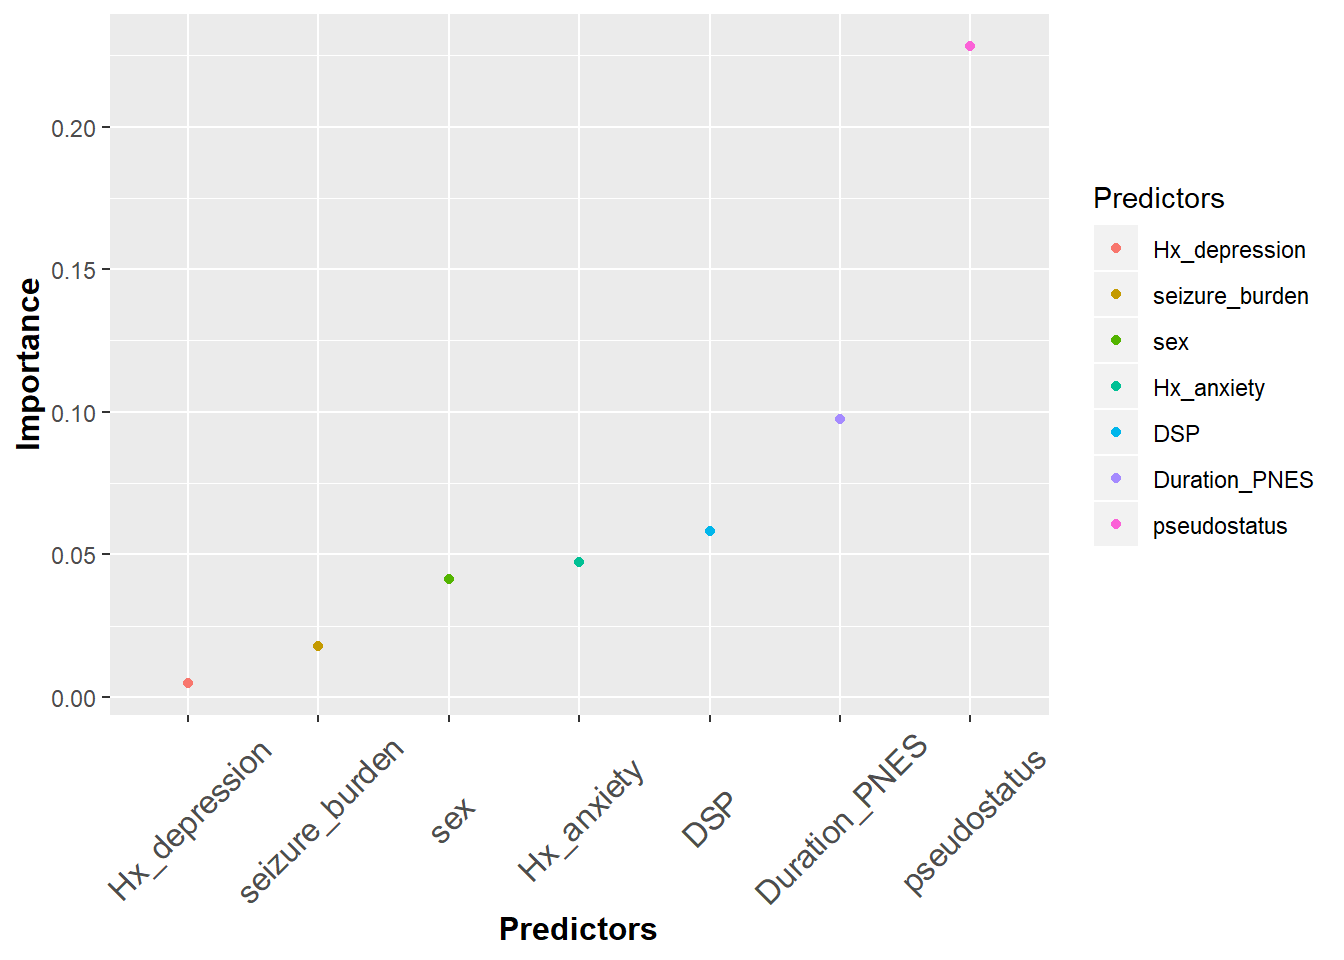 0.20
0.15
0.10
0.05
0.00
Importance
Hx_depression
seizure_burden
sex
Hx_anxiety
DSP
Duration_PNES
pseudostatus
Predictors
Predictors
Hx_depression
seizure_burden
sex
Hx_anxiety
DSP
Duration_PNES
pseudostatus